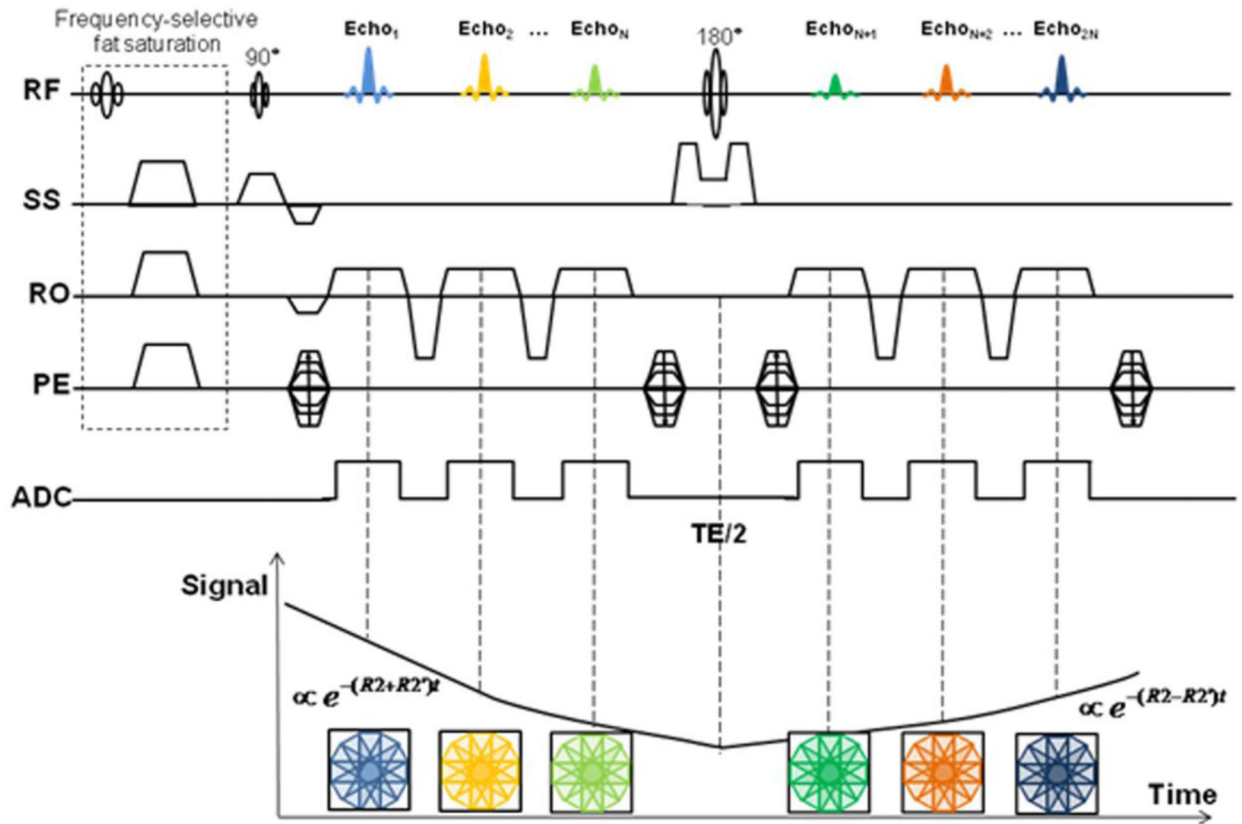 Frequency-selective
fat saturation
90°
Echo1
Echo2 ...
EchoN
180°
EchoN+1
EchoN+2 ...
Echo2N
RF
SS
RO
PE
ADC
TE/2
Signal
∝ e^−(R2+R2')t
∝ e^−(R2−R2')t
Time